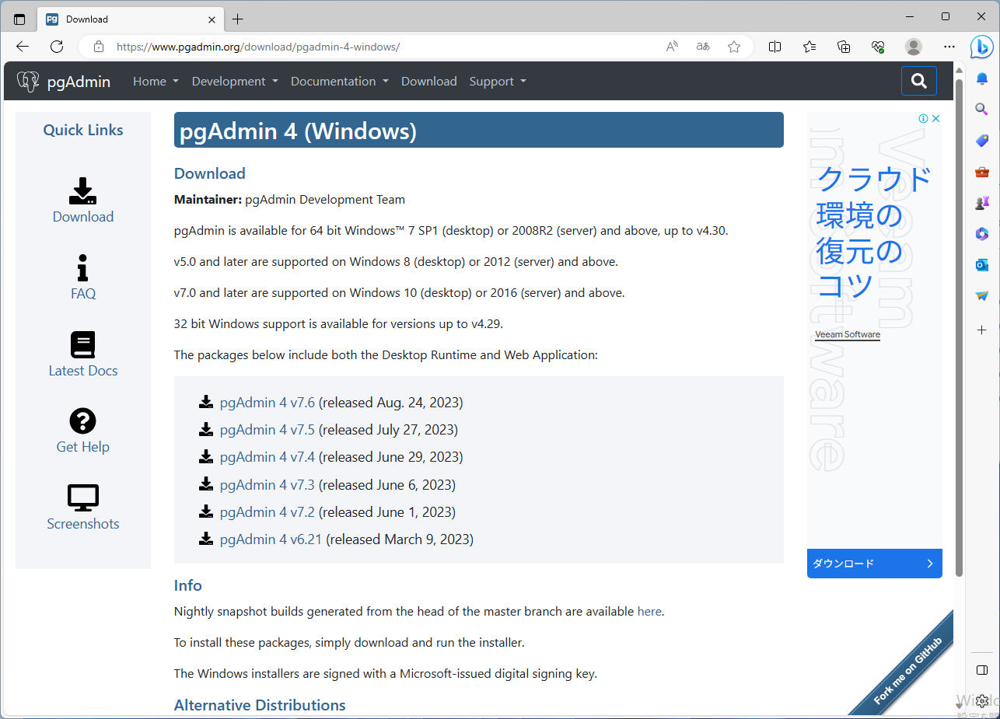 Download
https://www.pgadmin.org/download/pgadmin-4-windows/
pgAdmin Home Development Documentation Download Support
Quick Links
Download
FAQ
Latest Docs
Get Help
Screenshots
pgAdmin 4 (Windows)
Download
Maintainer: pgAdmin Development Team
pgAdmin is available for 64 bit Windows™ 7 SP1 (desktop) or 2008R2 (server) and above, up to v4.30.
v5.0 and later are supported on Windows 8 (desktop) or 2012 (server) and above.
v7.0 and later are supported on Windows 10 (desktop) or 2016 (server) and above.
32 bit Windows support is available for versions up to v4.29.
The packages below include both the Desktop Runtime and Web Application:
pgAdmin 4 v7.6 (released Aug. 24, 2023)
pgAdmin 4 v7.5 (released July 27, 2023)
pgAdmin 4 v7.4 (released June 29, 2023)
pgAdmin 4 v7.3 (released June 6, 2023)
pgAdmin 4 v7.2 (released June 1, 2023)
pgAdmin 4 v6.21 (released March 9, 2023)
Info
Nightly snapshot builds generated from the head of the master branch are available here.
To install these packages, simply download and run the installer.
The Windows installers are signed with a Microsoft-issued digital signing key.
Alternative Distributions
クラウド
環境の
復元の
コツ
Veeam Software
Veeam
ダウンロード
Fork me on GitHub